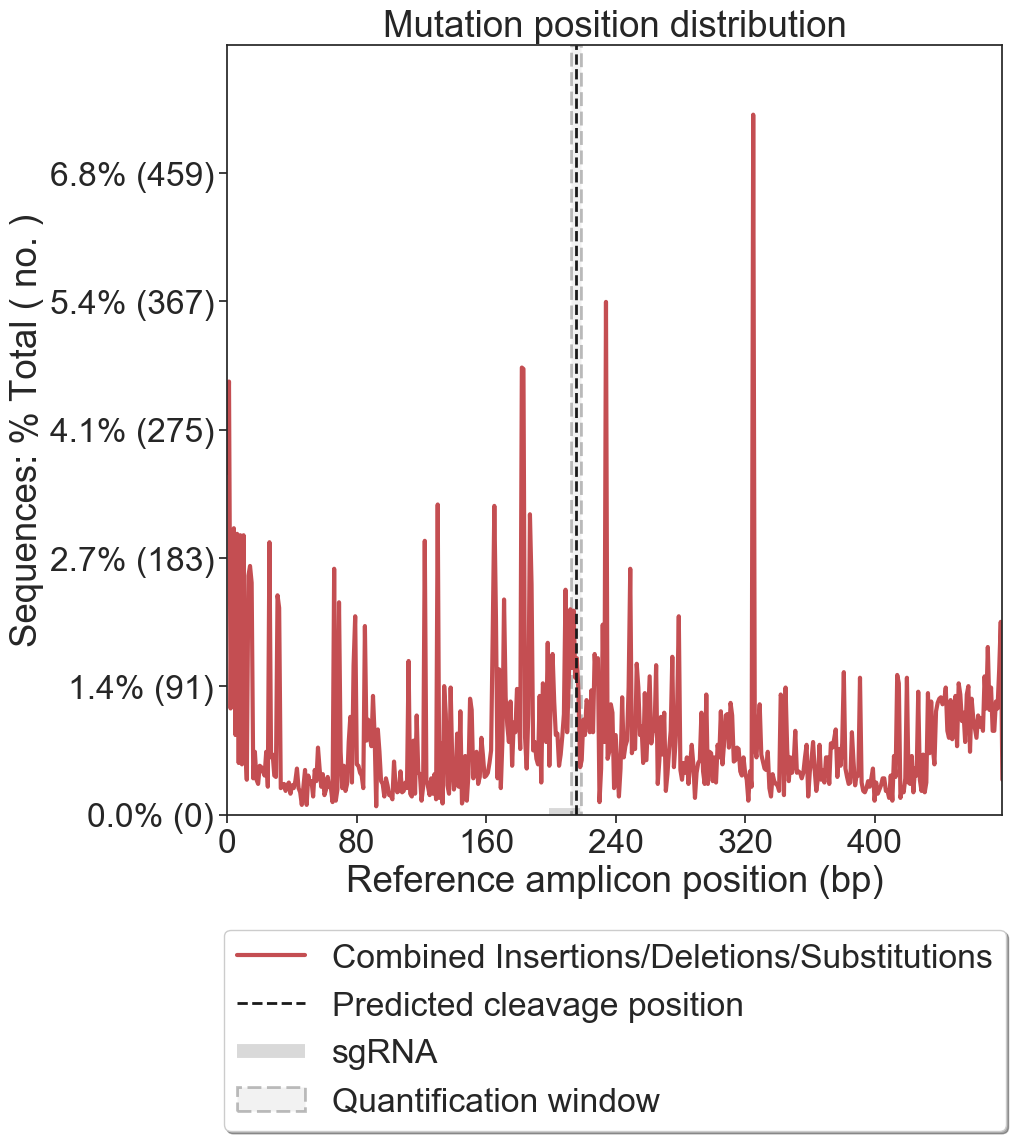 Mutation position distribution
Sequences: % Total ( no. )
6.8% (459)
5.4% (367)
4.1% (275)
2.7% (183)
1.4% (91)
0.0% (0)
0 80 160 240 320 400
Reference amplicon position (bp)
Combined Insertions/Deletions/Substitutions
Predicted cleavage position
sgRNA
Quantification window